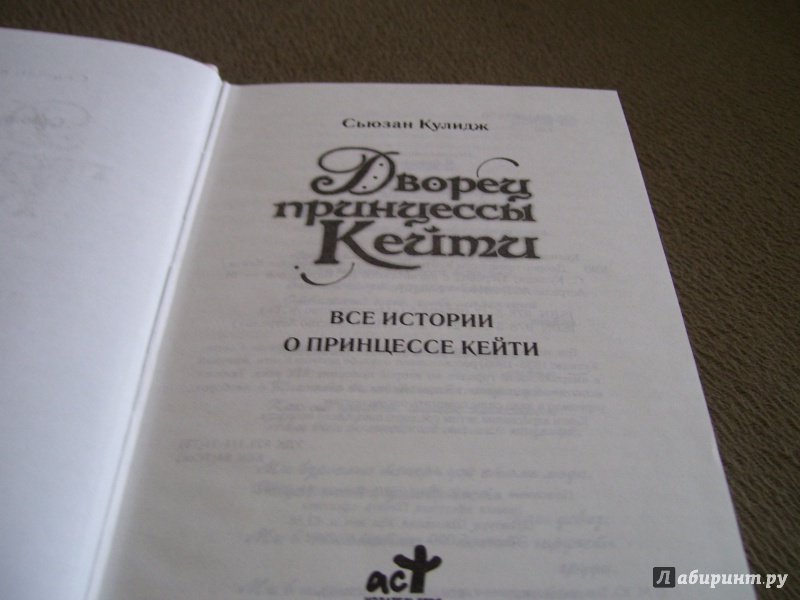 Сьюзан Кулидж
Дворец
принцессы
Кейти
ВСЕ ИСТОРИИ
О ПРИНЦЕССЕ КЕЙТИ
аст
Лабиринт.ру